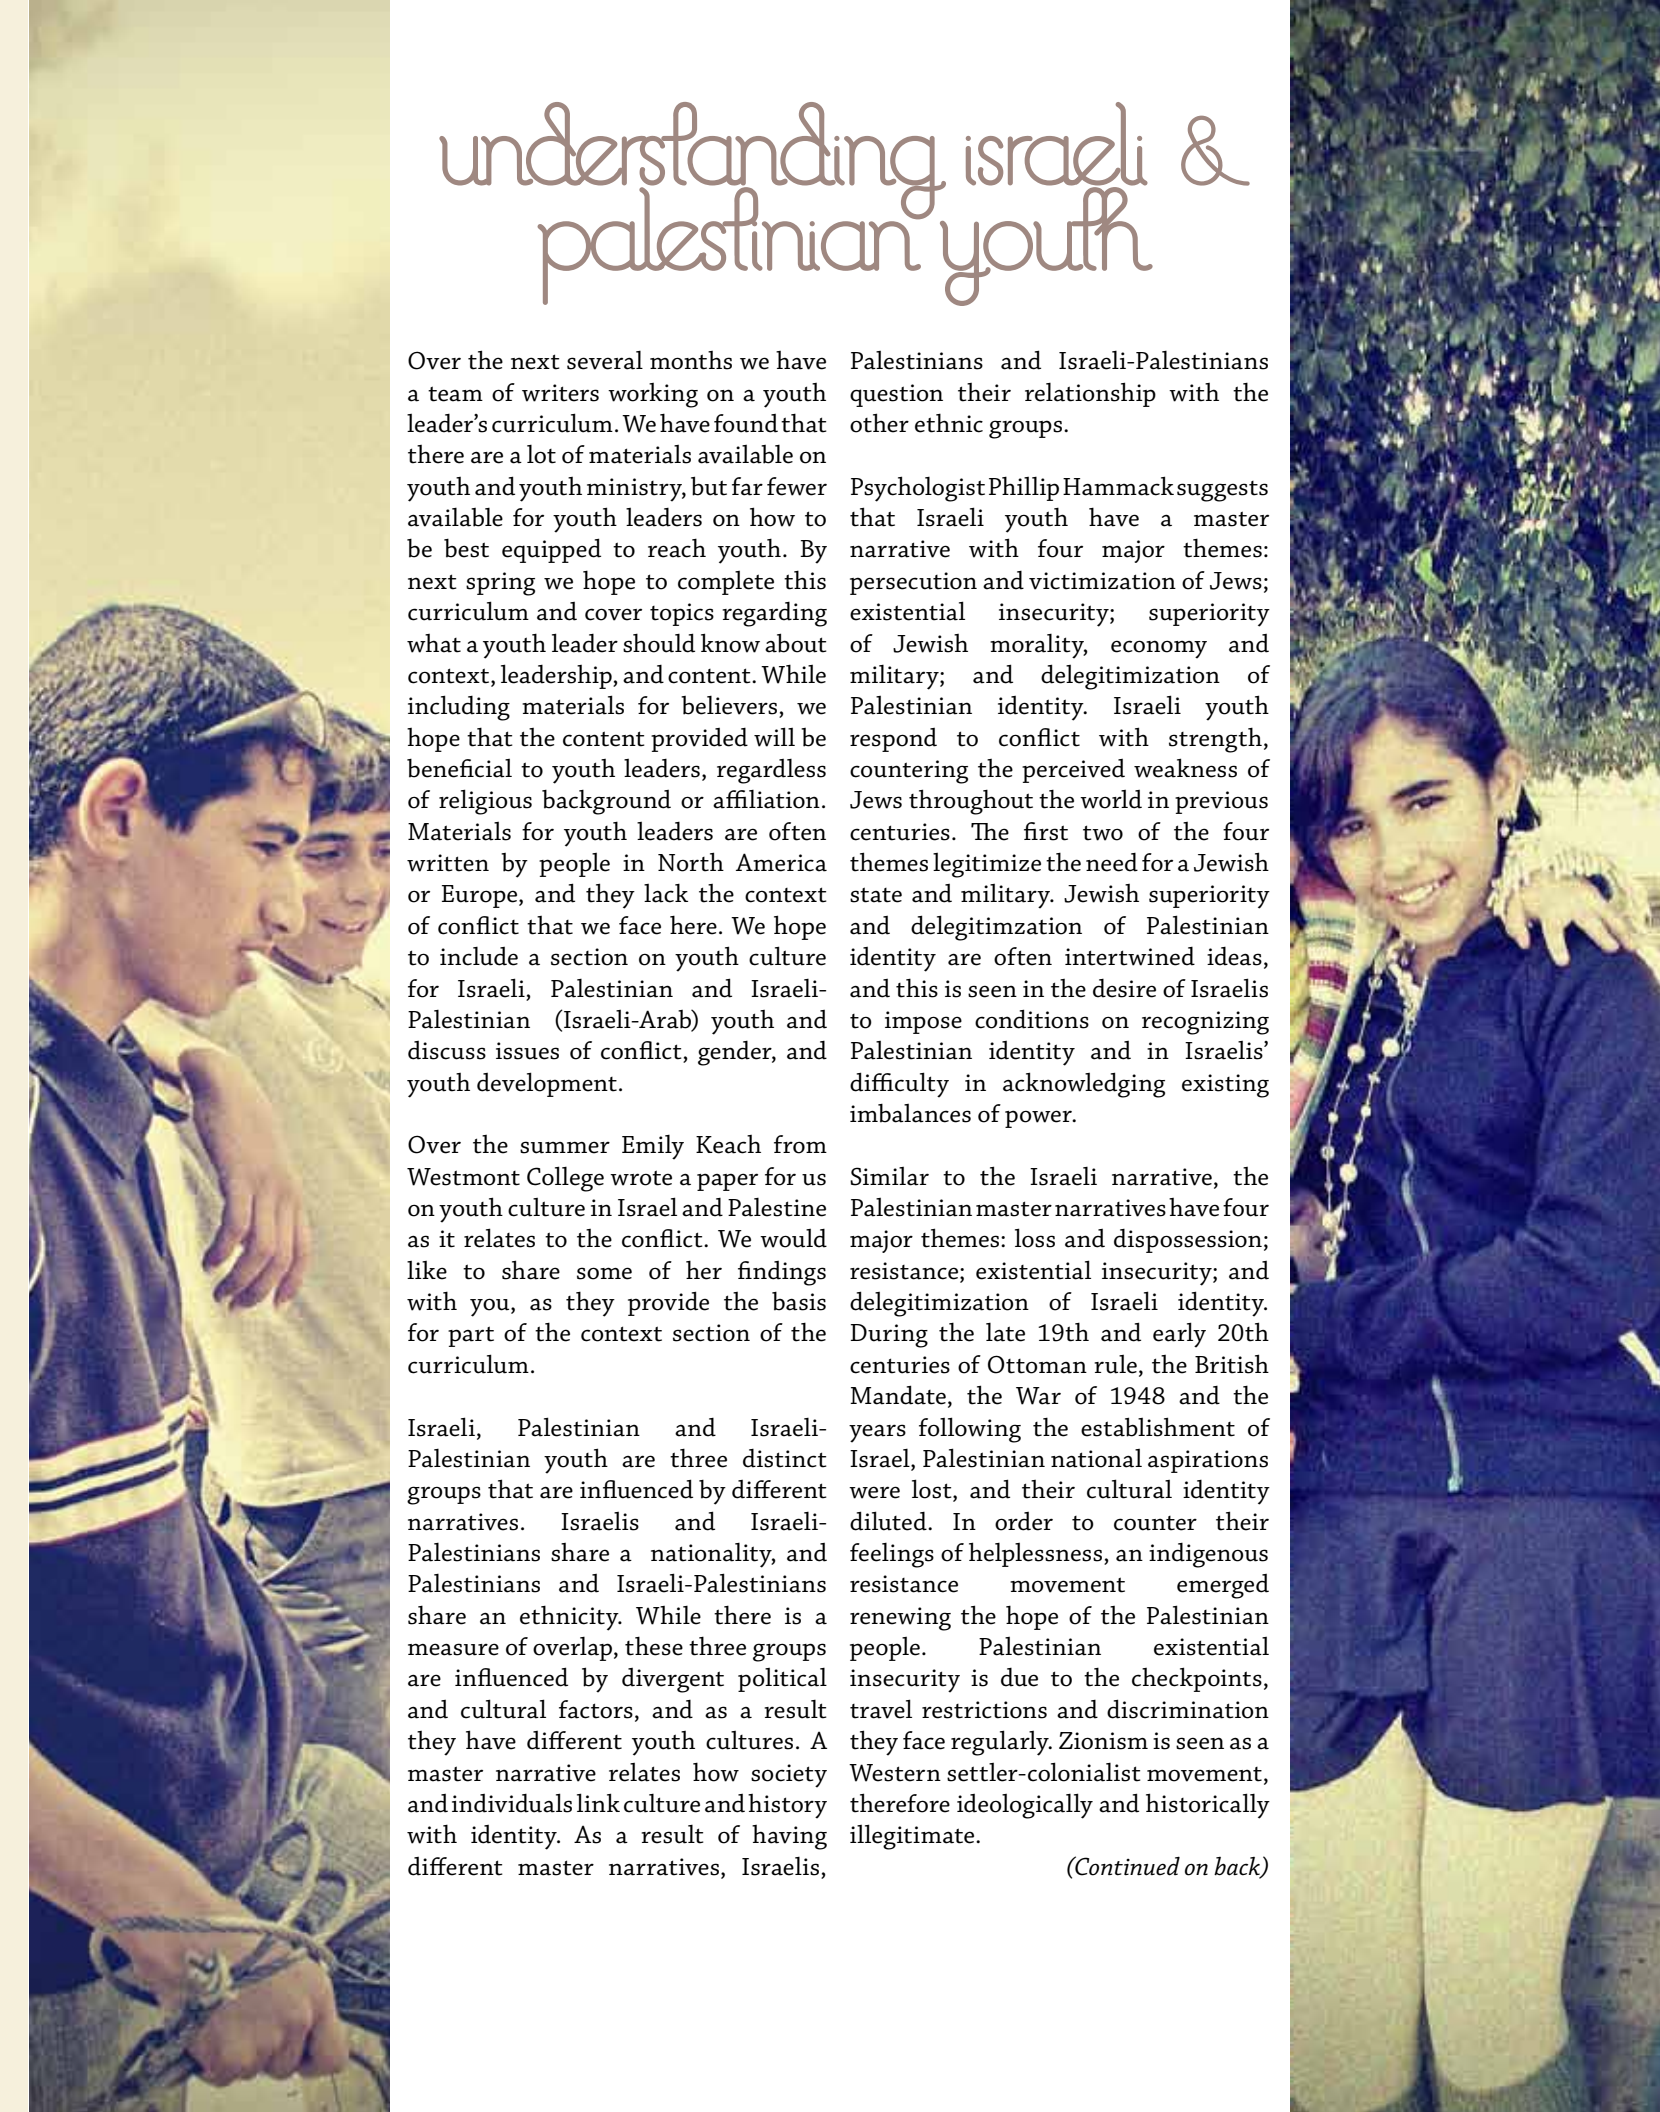 understanding israeli &
palestinian youth
Over the next several months we have
a team of writers working on a youth
leader's curriculum. We have found that
there are a lot of materials available on
youth and youth ministry, but far fewer
available for youth leaders on how to
be best equipped to reach youth. By
next spring we hope to complete this
curriculum and cover topics regarding
what a youth leader should know about
context, leadership, and content. While
including materials for believers, we
hope that the content provided will be
beneficial to youth leaders, regardless
of religious background or affiliation.
Materials for youth leaders are often
written by people in North America
or Europe, and they lack the context
of conflict that we face here. We hope
to include a section on youth culture
for Israeli, Palestinian and Israeli-
Palestinian (Israeli-Arab) youth and
discuss issues of conflict, gender, and
youth development.
Over the summer Emily Keach from
Westmont College wrote a paper for us
on youth culture in Israel and Palestine
as it relates to the conflict. We would
like to share some of her findings
with you, as they provide the basis
for part of the context section of the
curriculum.
Israeli, Palestinian and Israeli-
Palestinian youth are three distinct
groups that are influenced by different
narratives. Israelis and Israeli-
Palestinians share a nationality, and
Palestinians and Israeli-Palestinians
share an ethnicity. While there is a
measure of overlap, these three groups
are influenced by divergent political
and cultural factors, and as a result
they have different youth cultures. A
master narrative relates how society
and individuals link culture and history
with identity. As a result of having
different master narratives, Israelis,
Palestinians and Israeli-Palestinians
question their relationship with the
other ethnic groups.
Psychologist Phillip Hammack suggests
that Israeli youth have a master
narrative with four major themes:
persecution and victimization of Jews;
existential insecurity; superiority
of Jewish morality, economy and
military; and delegitimization of
Palestinian identity. Israeli youth
respond to conflict with strength,
countering the perceived weakness of
Jews throughout the world in previous
centuries. The first two of the four
themes legitimize the need for a Jewish
state and military. Jewish superiority
and delegitimzation of Palestinian
identity are often intertwined ideas,
and this is seen in the desire of Israelis
to impose conditions on recognizing
Palestinian identity and in Israelis'
difficulty in acknowledging existing
imbalances of power.
Similar to the Israeli narrative, the
Palestinian master narratives have four
major themes: loss and dispossession;
resistance; existential insecurity; and
delegitimization of Israeli identity.
During the late 19th and early 20th
centuries of Ottoman rule, the British
Mandate, the War of 1948 and the
years following the establishment of
Israel, Palestinian national aspirations
were lost, and their cultural identity
diluted. In order to counter their
feelings of helplessness, an indigenous
resistance movement emerged
renewing the hope of the Palestinian
people. Palestinian existential
insecurity is due to the checkpoints,
travel restrictions and discrimination
they face regularly. Zionism is seen as a
Western settler-colonialist movement,
therefore ideologically and historically
illegitimate.
(Continued on back)